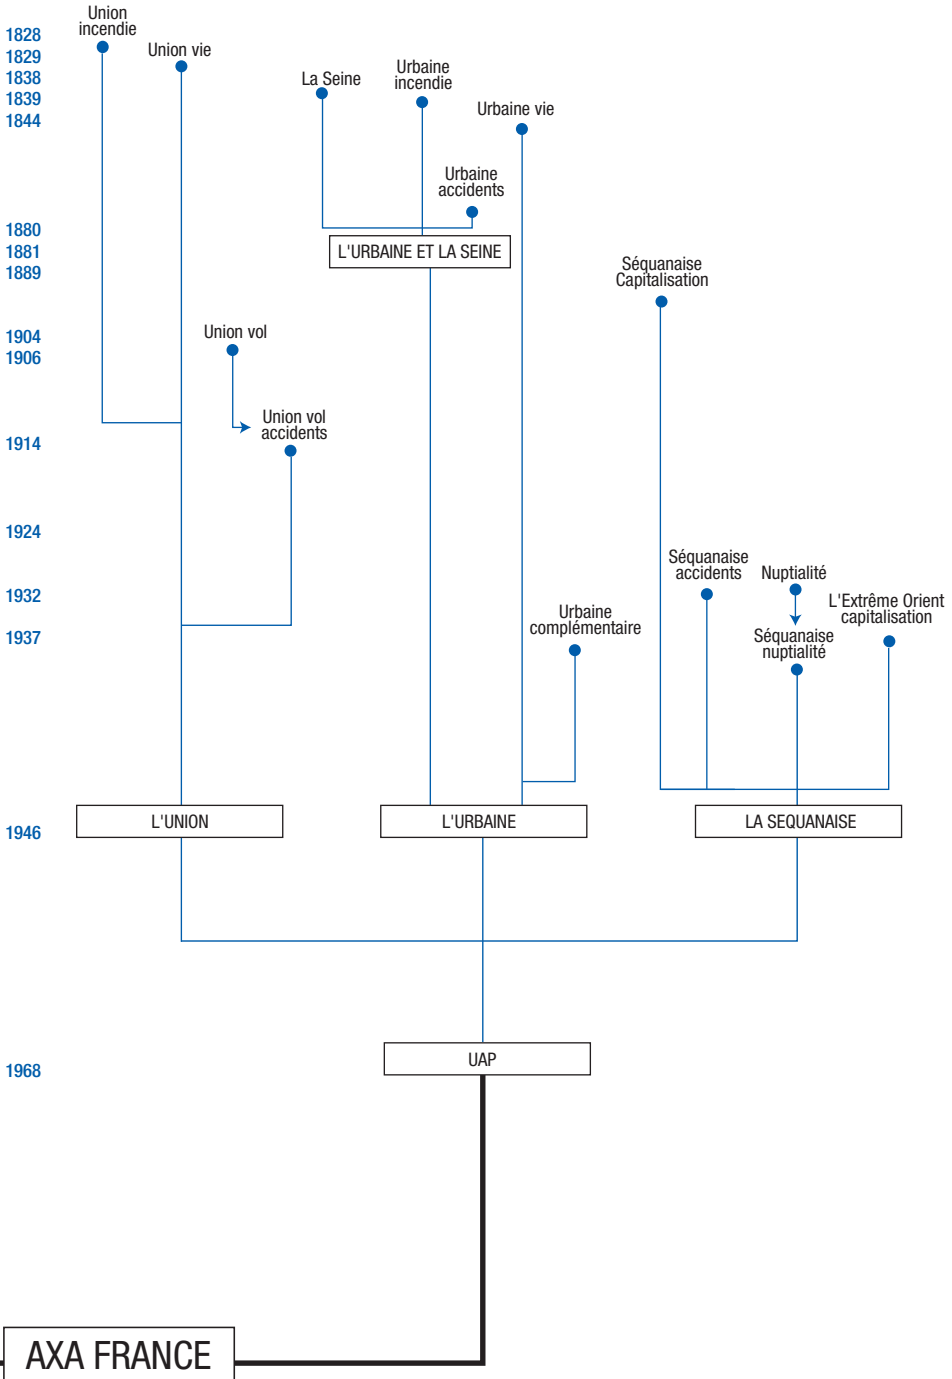 Union
incendie
1828
Union vie
1829
1838
La Seine
Urbaine
incendie
1839
Urbaine vie
1844
Urbaine
accidents
1880
1881
L'URBAINE ET LA SEINE
1889
Séquanaise
Capitalisation
1904
Union vol
1906
Union vol
accidents
1914
1924
Séquanaise
accidents
Nuptialité
1932
L'Extrême Orient
capitalisation
Urbaine
complémentaire
1937
Séquanaise
nuptialité
L'UNION
L'URBAINE
LA SEQUANAISE
1946
UAP
1968
AXA FRANCE